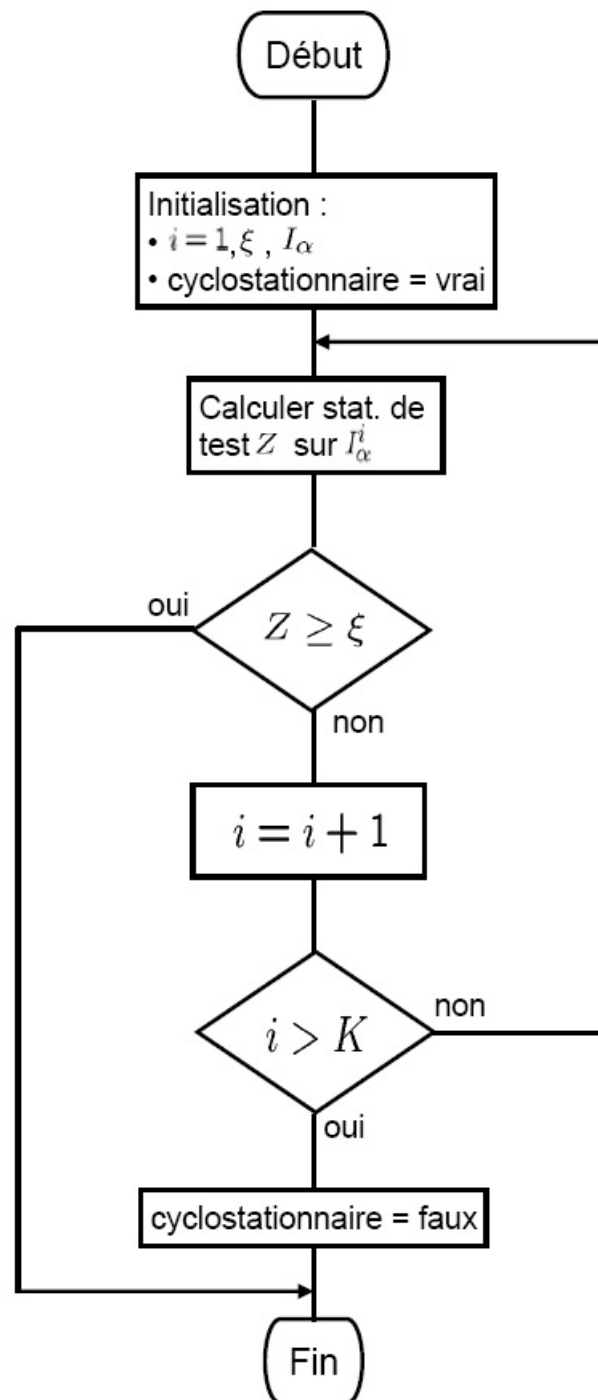 Début
Initialisation :
• i = 1, ξ , I_α
• cyclostationnaire = vrai
Calculer stat. de
test Z sur I_α^i
oui
Z ≥ ξ
non
i = i + 1
non
i > K
oui
cyclostationnaire = faux
Fin